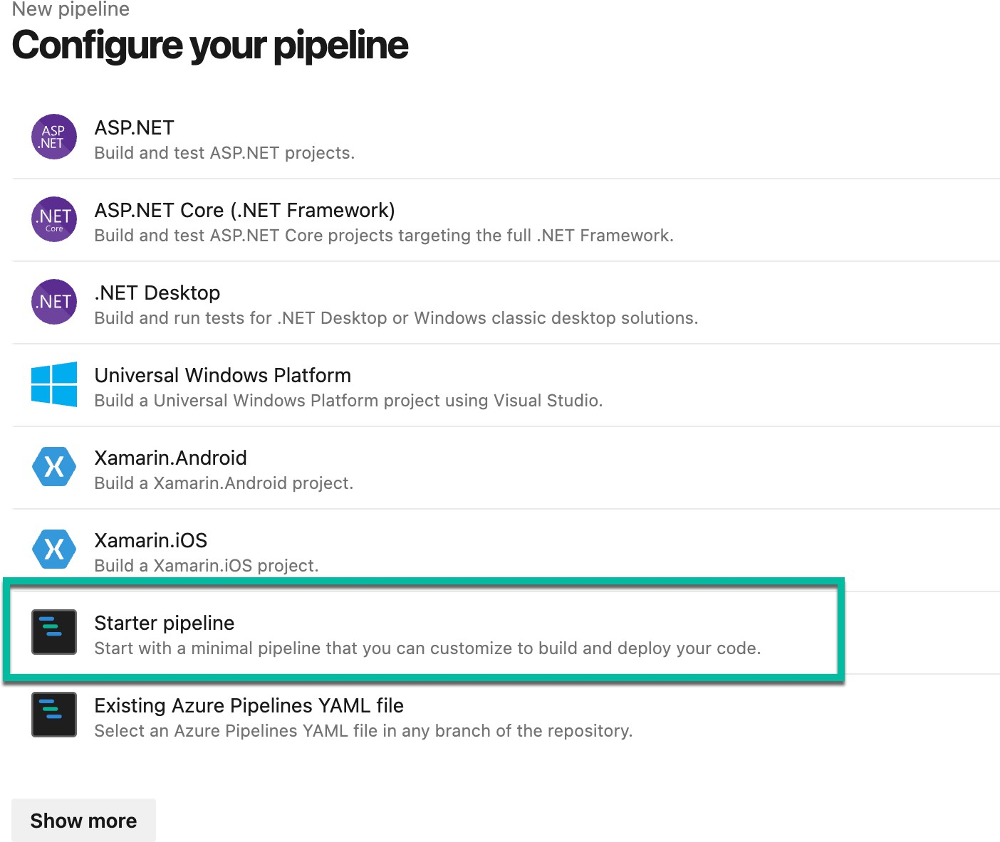 New pipeline
Configure your pipeline
ASP
.NET
ASP.NET
Build and test ASP.NET projects.
.NET
Core
ASP.NET Core (.NET Framework)
Build and test ASP.NET Core projects targeting the full .NET Framework.
.NET
.NET Desktop
Build and run tests for .NET Desktop or Windows classic desktop solutions.
Universal Windows Platform
Build a Universal Windows Platform project using Visual Studio.
Xamarin.Android
Build a Xamarin.Android project.
Xamarin.iOS
Build a Xamarin.iOS project.
Starter pipeline
Start with a minimal pipeline that you can customize to build and deploy your code.
Existing Azure Pipelines YAML file
Select an Azure Pipelines YAML file in any branch of the repository.
Show more